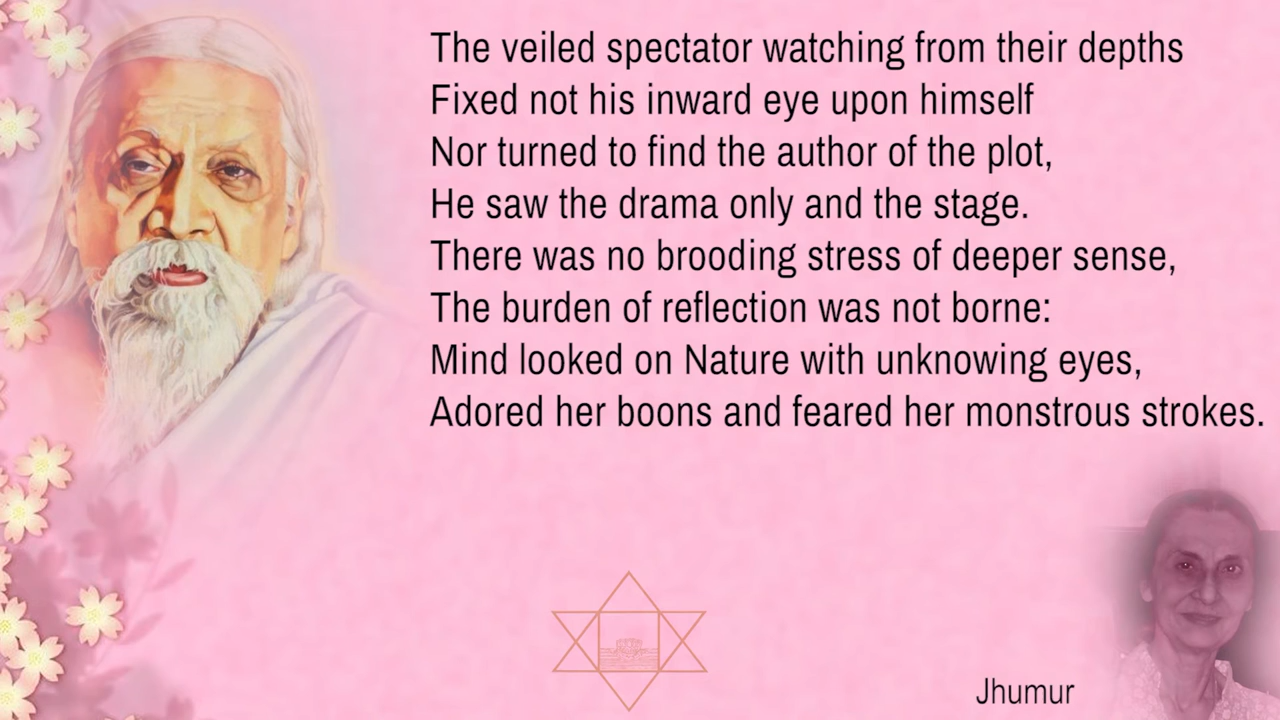 The veiled spectator watching from their depths
Fixed not his inward eye upon himself
Nor turned to find the author of the plot,
He saw the drama only and the stage.
There was no brooding stress of deeper sense,
The burden of reflection was not borne:
Mind looked on Nature with unknowing eyes,
Adored her boons and feared her monstrous strokes.
Jhumur